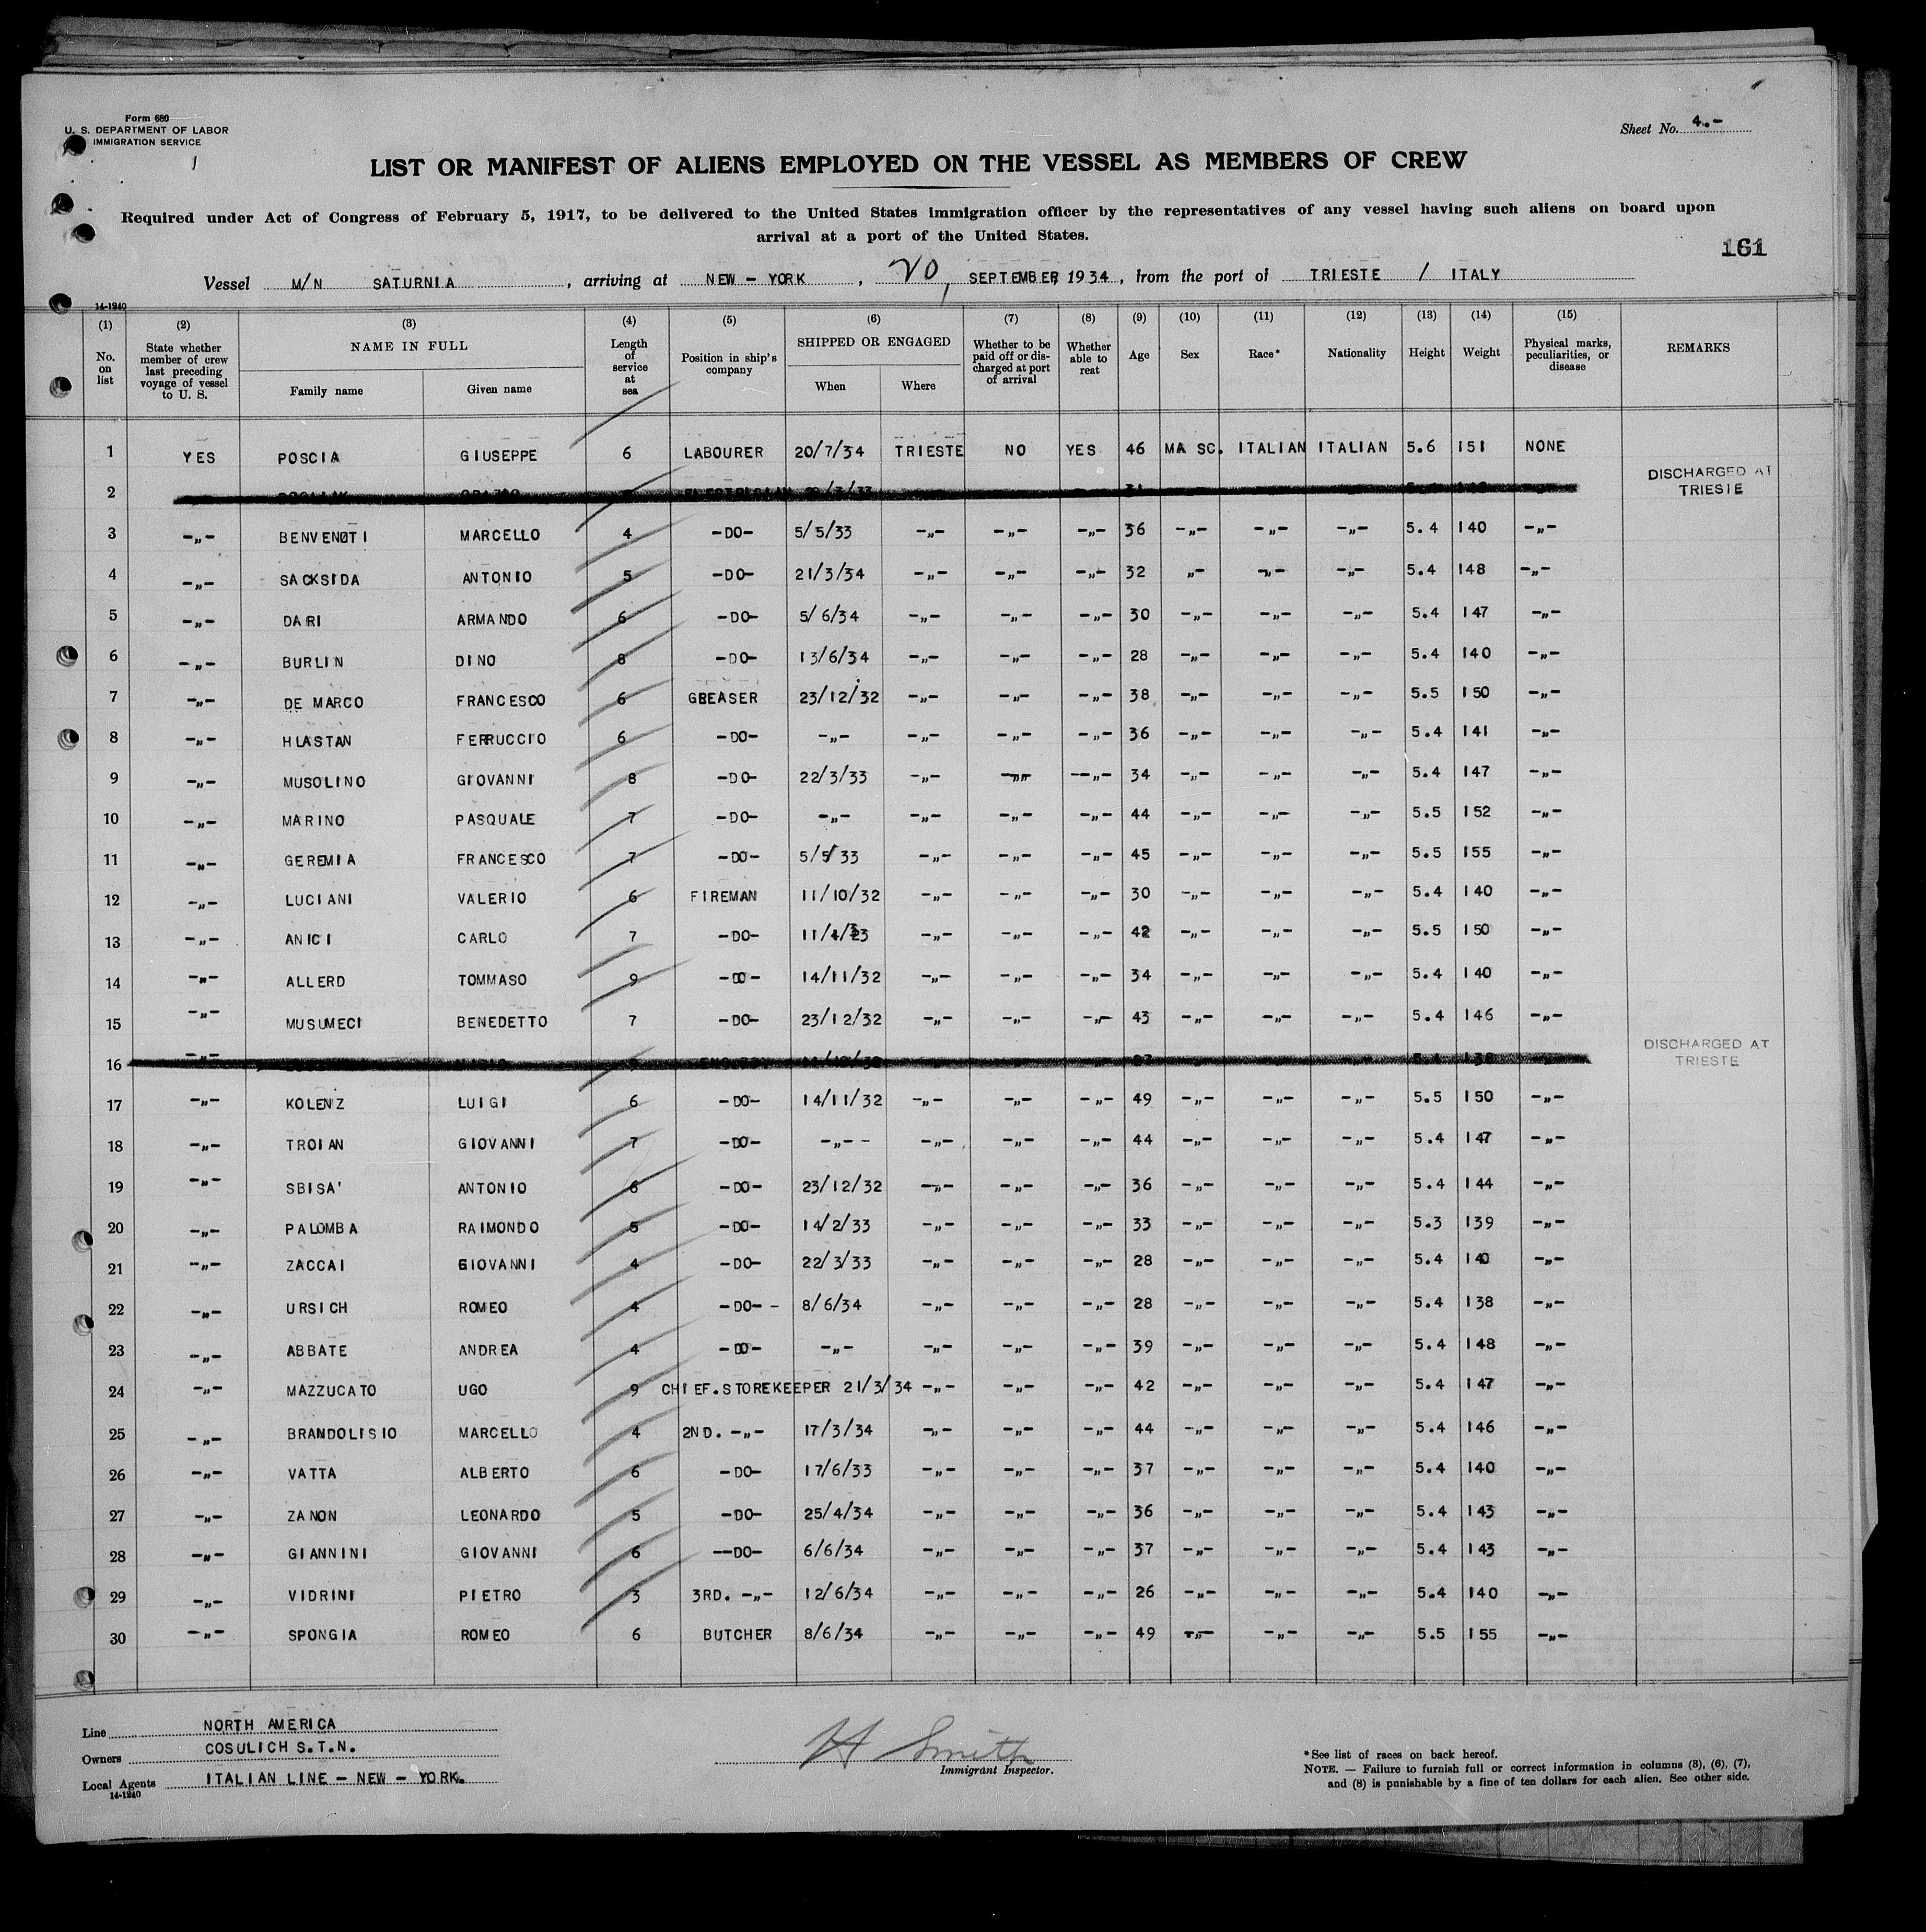 Form 680
U. S. DEPARTMENT OF LABOR
IMMIGRATION SERVICE
Sheet No. 4.-
LIST OR MANIFEST OF ALIENS EMPLOYED ON THE VESSEL AS MEMBERS OF CREW
Required under Act of Congress of February 5, 1917, to be delivered to the United States immigration officer by the representatives of any vessel having such aliens on board upon
arrival at a port of the United States.
161
Vessel M/N SATURNIA, arriving at NEW - YORK, 20, SEPTEMBER, 1934, from the port of TRIESTE / ITALY
14-1240
(1) No. on list (2) State whether member of crew last preceding voyage of vessel to U. S. (3) NAME IN FULL Family name Given name (4) Length of service at sea (5) Position in ship's company (6) SHIPPED OR ENGAGED When Where (7) Whether to be paid off or discharged at port of arrival (8) Whether able to reat (9) Age (10) Sex (11) Race* (12) Nationality (13) Height (14) Weight (15) Physical marks, peculiarities, or disease REMARKS
1 YES POSCIA GIUSEPPE 6 LABOURER 20/7/34 TRIESTE NO YES 46 MASC. ITALIAN ITALIAN 5.6 151 NONE
2 DISCHARGED AT TRIESTE
3 -„- BENVENUTI MARCELLO 4 -DO- 5/5/33 -„- -„- -„- 36 -„- -„- -„- 5.4 140 -„-
4 -„- SACKSIDA ANTONIO 5 -DO- 21/3/34 -„- -„- -„- 32 „- -„- -„- 5.4 148 -„-
5 -„- DARI ARMANDO 6 -DO- 5/6/34 -„- -„- -„- 30 -„- -„- -„- 5.4 147 -„-
6 -„- BURLIN DINO 8 -DO- 13/6/34 -„- -„- -„- 28 -„- -„- -„- 5.4 140 -„-
7 -„- DE MARCO FRANCESCO 6 GREASER 23/12/32 -„- -„- -„- 38 -„- -„- -„- 5.5 150 -„-
8 -„- HLASTAN FERRUCCIO 6 -DO- -„- -„- -„- -„- 36 -„- -„- -„- 5.4 141 -„-
9 -„- MUSOLINO GIOVANNI 8 -DO- 22/3/33 -„- -„- -„- 34 -„- -„- -„- 5.4 147 -„-
10 -„- MARINO PASQUALE 7 -DO- -„- -„- -„- -„- 44 -„- -„- -„- 5.5 152 -„-
11 -„- GEREMIA FRANCESCO 7 -DO- 5/5/33 -„- -„- -„- 45 -„- -„- -„- 5.5 155 -„-
12 -„- LUCIANI VALERIO 6 FIREMAN 11/10/32 -„- -„- -„- 30 -„- -„- -„- 5.4 140 -„-
13 -„- ANICI CARLO 7 -DO- -„- -„- -„- 42 -„- -„- -„- 5.5 150 -„-
14 -„- ALLERD TOMMASO 9 -DO- 14/11/32 -„- -„- -„- 34 -„- -„- -„- 5.4 140 -„-
15 -„- MUSUMECI BENEDETTO 7 -DO- 23/12/32 -„- -„- -„- 43 -„- -„- -„- 5.4 146 -„-
16 DISCHARGED AT TRIESTE
17 -„- KOLENZ LUIGI 6 -DO- 14/11/32 -„- -„- -„- 49 -„- -„- -„- 5.5 150 -„-
18 -„- TROIAN GIOVANNI 7 -DO- -„-- -„- -„- -„- 44 -„- -„- -„- 5.4 147 -„-
19 -„- SBISA' ANTONIO 6 -DO- 23/12/32 -„- -„- -„- 36 -„- -„- -„- 5.4 144 -„-
20 -„- PALOMBA RAIMONDO 5 -DO- 14/2/33 -„- -„- -„- 33 -„- -„- -„- 5.3 139 -„-
21 -„- ZACCAI GIOVANNI 4 -DO- 22/3/33 -„- -„- -„- 28 -„- -„- -„- 5.4 140 -„-
22 -„- URSICH ROMEO 4 -DO-- 8/6/34 -„- -„- -„- 28 -„- -„- -„- 5.4 138 -„-
23 -„- ABBATE ANDREA 4 -DO- -„- -„- -„- -„- 39 -„- -„- -„- 5.4 148 -„-
24 -„- MAZZUCATO UGO 9 CHIEF.STOREKEEPER 21/3/34 -„- -„- -„- 42 -„- -„- -„- 5.4 147 -„-
25 -„- BRANDOLISIO MARCELLO 4 2ND. -„- 17/3/34 -„- -„- -„- 44 -„- -„- -„- 5.4 146 -„-
26 -„- VATTA ALBERTO 6 -DO- 17/6/33 -„- -„- -„- 37 -„- -„- -„- 5.4 140 -„-
27 -„- ZANON LEONARDO 5 -DO- 25/4/34 -„- -„- -„- 36 -„- -„- -„- 5.4 143 -„-
28 -„- GIANNINI GIOVANNI 6 --DO- 6/6/34 -„- -„- -„- 37 -„- -„- -„- 5.4 143 -„-
29 -„- VIDRINI PIETRO 3 3RD. -„- 12/6/34 -„- -„- -„- 26 -„- -„- -„- 5.4 140 -„-
30 -„- SPONGIA ROMEO 6 BUTCHER 8/6/34 -„- -„- -„- 49 -„- -„- -„- 5.5 155 -„-
Line NORTH AMERICA
Owners COSULICH S.T.N.
Local Agents ITALIAN LINE - NEW - YORK.
14-1240
H Smith
Immigrant Inspector.
*See list of races on back hereof.
NOTE. — Failure to furnish full or correct information in columns (3), (6), (7),
and (8) is punishable by a fine of ten dollars for each alien. See other side.